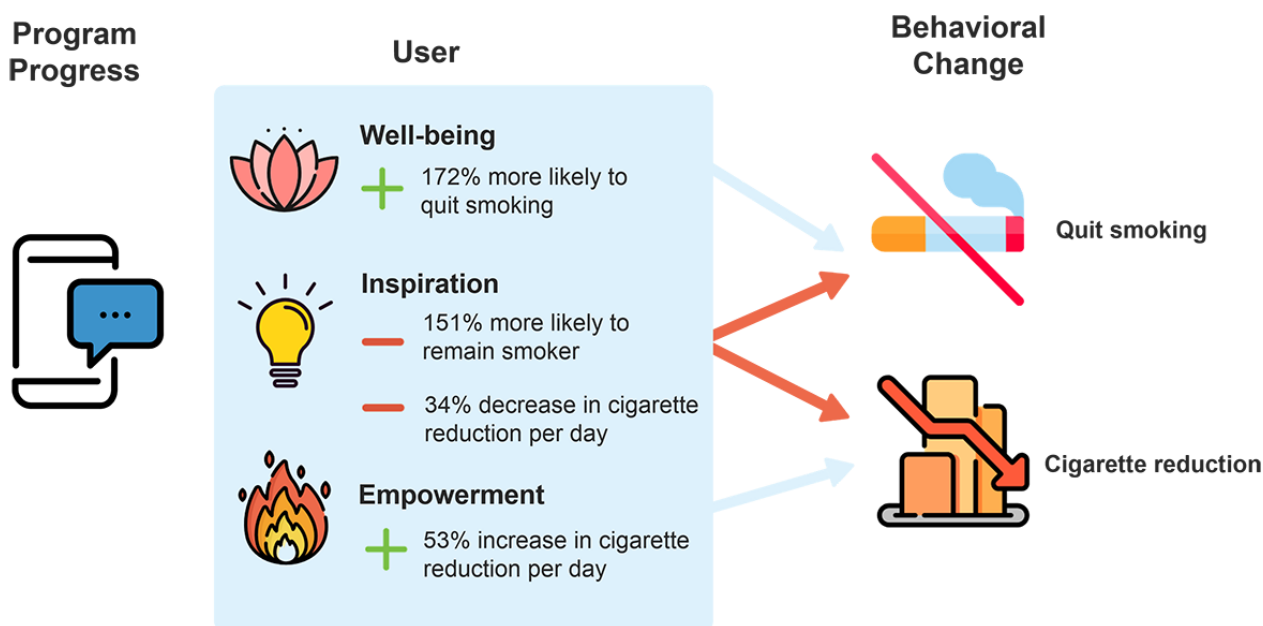 Program
Progress
User
Behavioral
Change
Well-being
172% more likely to
quit smoking
Inspiration
151% more likely to
remain smoker
34% decrease in cigarette
reduction per day
Empowerment
53% increase in cigarette
reduction per day
Quit smoking
Cigarette reduction